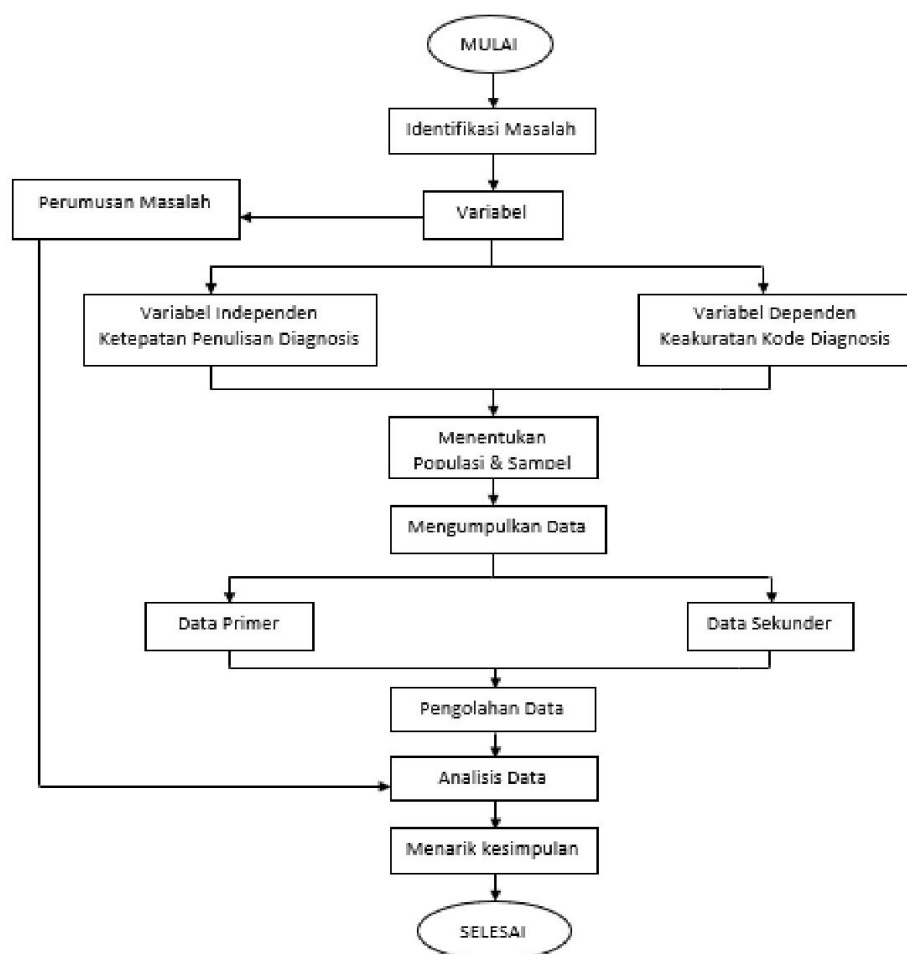 MULAI
Identifikasi Masalah
Perumusan Masalah
Variabel
Variabel Independen
Ketepatan Penulisan Diagnosis
Variabel Dependen
Keakuratan Kode Diagnosis
Menentukan
Populasi & Sampel
Mengumpulkan Data
Data Primer
Data Sekunder
Pengolahan Data
Analisis Data
Menarik kesimpulan
SELESAI